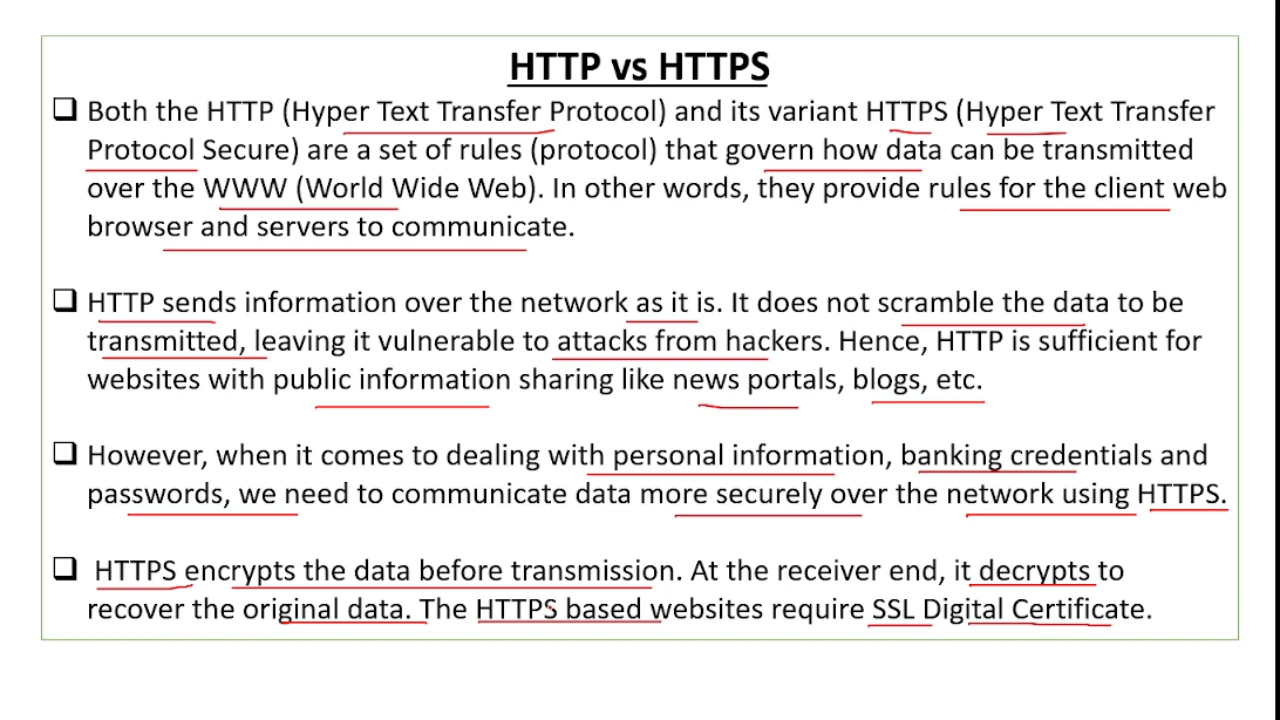 HTTP vs HTTPS
❑ Both the HTTP (Hyper Text Transfer Protocol) and its variant HTTPS (Hyper Text Transfer
Protocol Secure) are a set of rules (protocol) that govern how data can be transmitted
over the WWW (World Wide Web). In other words, they provide rules for the client web
browser and servers to communicate.
❑ HTTP sends information over the network as it is. It does not scramble the data to be
transmitted, leaving it vulnerable to attacks from hackers. Hence, HTTP is sufficient for
websites with public information sharing like news portals, blogs, etc.
❑ However, when it comes to dealing with personal information, banking credentials and
passwords, we need to communicate data more securely over the network using HTTPS.
❑ HTTPS encrypts the data before transmission. At the receiver end, it decrypts to
recover the original data. The HTTPS based websites require SSL Digital Certificate.